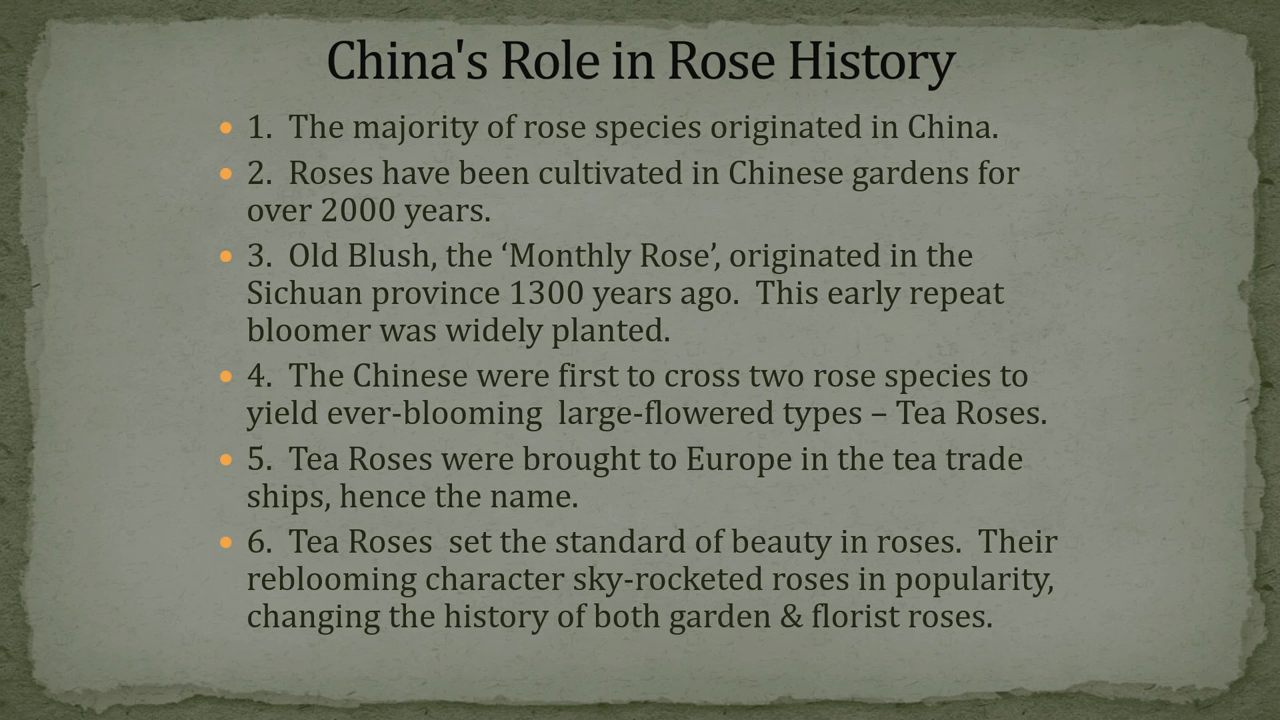 China's Role in Rose History
• 1.  The majority of rose species originated in China.
• 2.  Roses have been cultivated in Chinese gardens for
over 2000 years.
• 3.  Old Blush, the ‘Monthly Rose’, originated in the
Sichuan province 1300 years ago.  This early repeat
bloomer was widely planted.
• 4.  The Chinese were first to cross two rose species to
yield ever-blooming  large-flowered types – Tea Roses.
• 5.  Tea Roses were brought to Europe in the tea trade
ships, hence the name.
• 6.  Tea Roses  set the standard of beauty in roses.  Their
reblooming character sky-rocketed roses in popularity,
changing the history of both garden & florist roses.